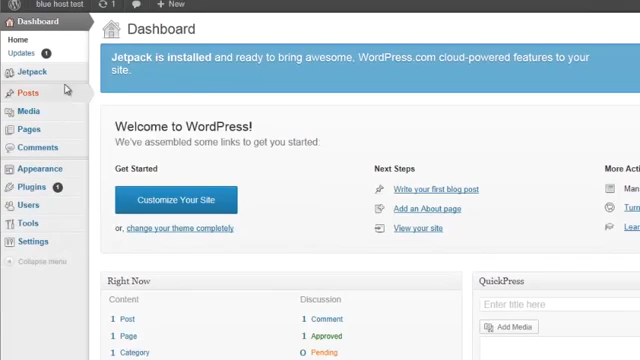 blue host test 1 + New
Dashboard
Home
Updates 1
Jetpack
Posts
Media
Pages
Comments
Appearance
Plugins 1
Users
Tools
Settings
Collapse menu
Dashboard
Jetpack is installed and ready to bring awesome, WordPress.com cloud-powered features to your
site.
Welcome to WordPress!
We've assembled some links to get you started:
Get Started
Customize Your Site
or, change your theme completely
Next Steps
Write your first blog post
Add an About page
View your site
More Acti
Man
Turn
Lear
Right Now
Content
1 Post
1 Page
1 Category
Discussion
1 Comment
1 Approved
0 Pending
QuickPress
Enter title here
Add Media